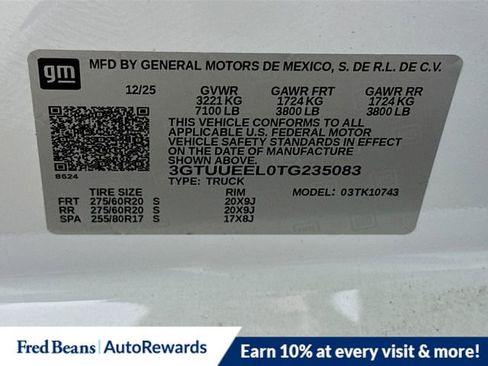 gm
MFD BY GENERAL MOTORS DE MEXICO, S. DE R.L. DE C.V.
12/25 GVWR GAWR FRT GAWR RR
3221 KG 1724 KG 1724 KG
7100 LB 3800 LB 3800 LB
THIS VEHICLE CONFORMS TO ALL
APPLICABLE U.S. FEDERAL MOTOR
VEHICLE SAFETY STANDARDS IN EFFECT
ON THE DATE OF MANUFACTURE
SHOWN ABOVE.
3GTUUEEL0TG235083
8624
TYPE: TRUCK
TIRE SIZE RIM MODEL: 03TK10743
FRT 275/60R20 S 20X9J
RR 275/60R20 S 20X9J
SPA 255/80R17 S 17X8J
Fred Beans | AutoRewards
Earn 10% at every visit & more!